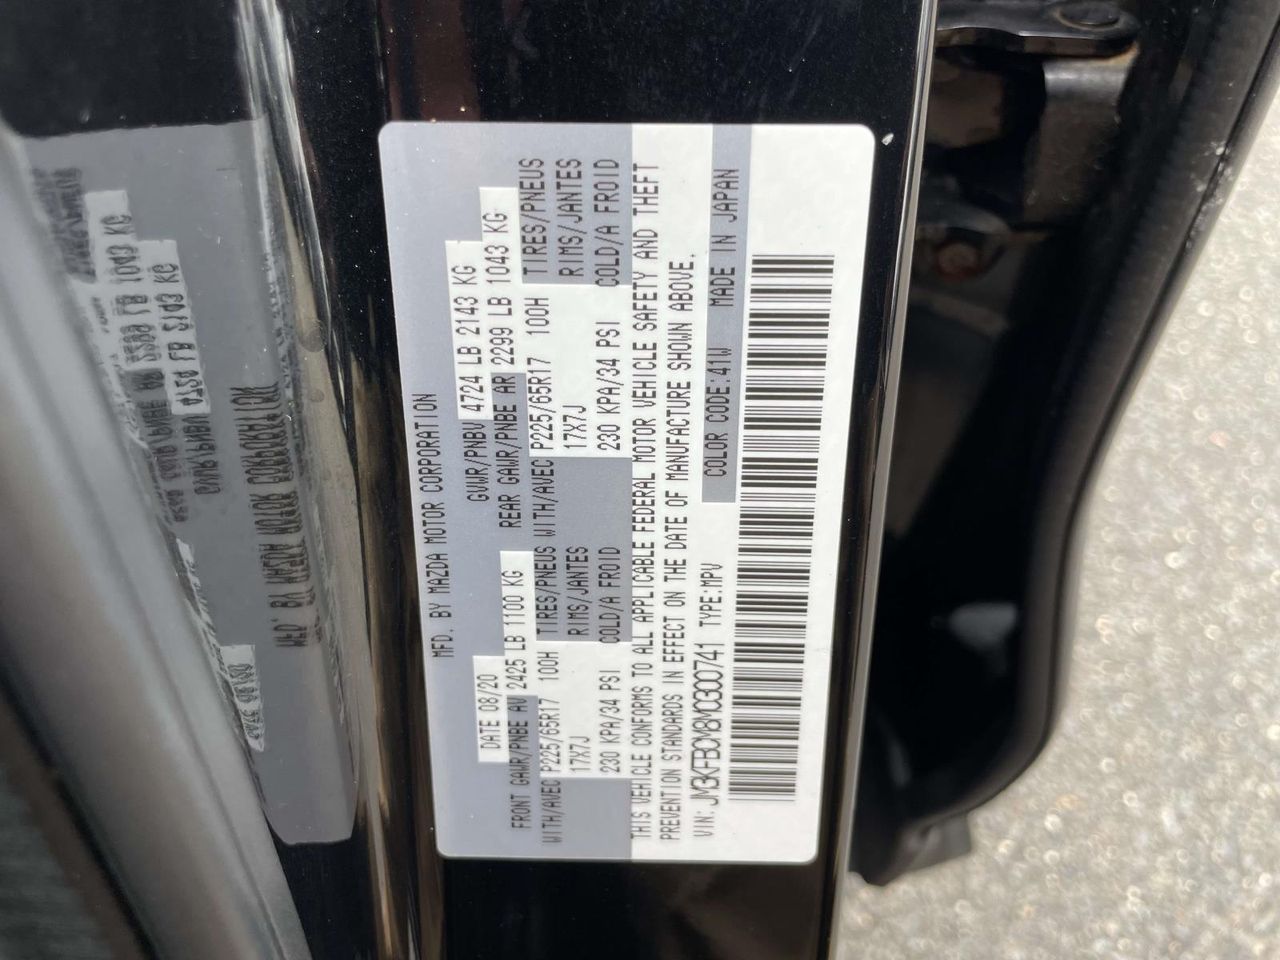 MFD. BY MAZDA MOTOR CORPORATION
DATE 08/20 GVWR/PNBV 4724 LB 2143 KG
FRONT GAWR/PNBE AV 2425 LB 1100 KG REAR GAWR/PNBE AR 2299 LB 1043 KG
WITH/AVEC P225/65R17 100H TIRES/PNEUS WITH/AVEC P225/65R17 100H TIRES/PNEUS
17X7J RIMS/JANTES 17X7J RIMS/JANTES
230 KPA/34 PSI COLD/A FROID 230 KPA/34 PSI COLD/A FROID
THIS VEHICLE CONFORMS TO ALL APPLICABLE FEDERAL MOTOR VEHICLE SAFETY AND THEFT
PREVENTION STANDARDS IN EFFECT ON THE DATE OF MANUFACTURE SHOWN ABOVE.
VIN: JM3KFBCM8M0300741 TYPE:MPV COLOR CODE:41W MADE IN JAPAN